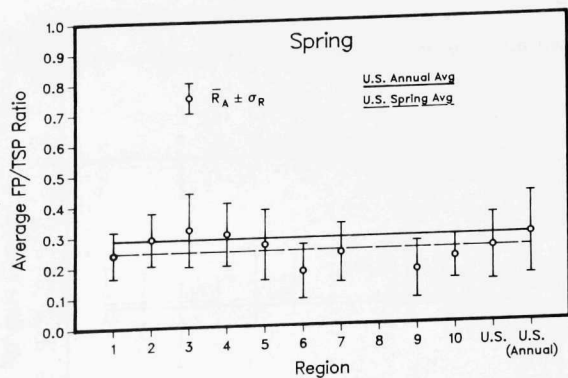 Spring
1.0
0.9
0.8
0.7
0.6
0.5
0.4
0.3
0.2
0.1
0.0
Average FP/TSP Ratio
R̅A ± σR
U.S. Annual Avg
U.S. Spring Avg
1 2 3 4 5 6 7 8 9 10 U.S. U.S.
(Annual)
Region